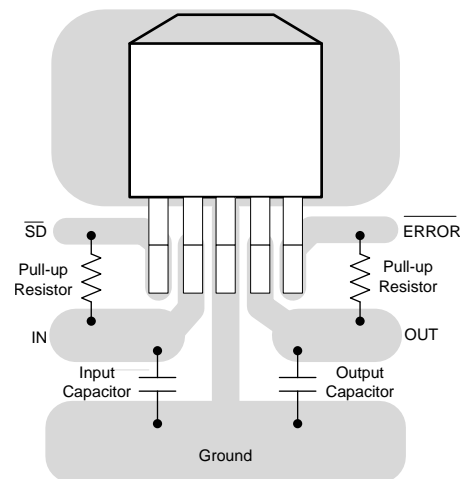 SD
ERROR
Pull-up
Resistor
Pull-up
Resistor
IN
OUT
Input
Capacitor
Output
Capacitor
Ground